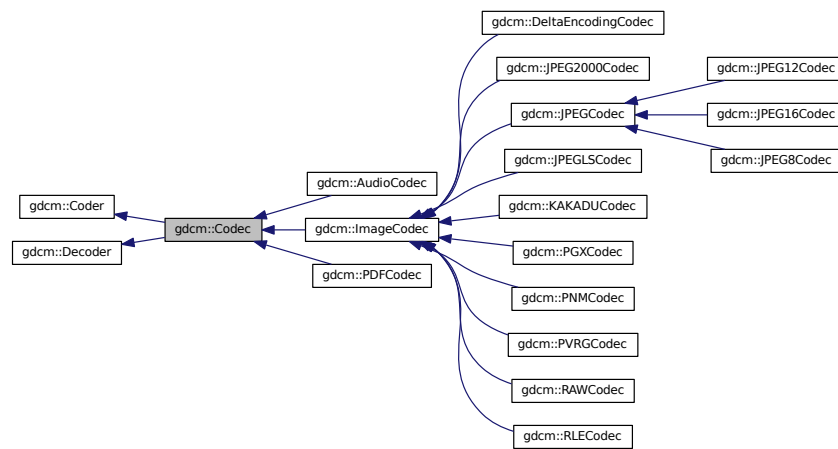 gdcm::DeltaEncodingCodec
gdcm::JPEG2000Codec
gdcm::JPEG12Codec
gdcm::JPEGCodec
gdcm::JPEG16Codec
gdcm::JPEGLSCodec
gdcm::JPEG8Codec
gdcm::AudioCodec
gdcm::Coder
gdcm::KAKADUCodec
gdcm::Codec
gdcm::ImageCodec
gdcm::Decoder
gdcm::PGXCodec
gdcm::PDFCodec
gdcm::PNMCodec
gdcm::PVRGCodec
gdcm::RAWCodec
gdcm::RLECodec